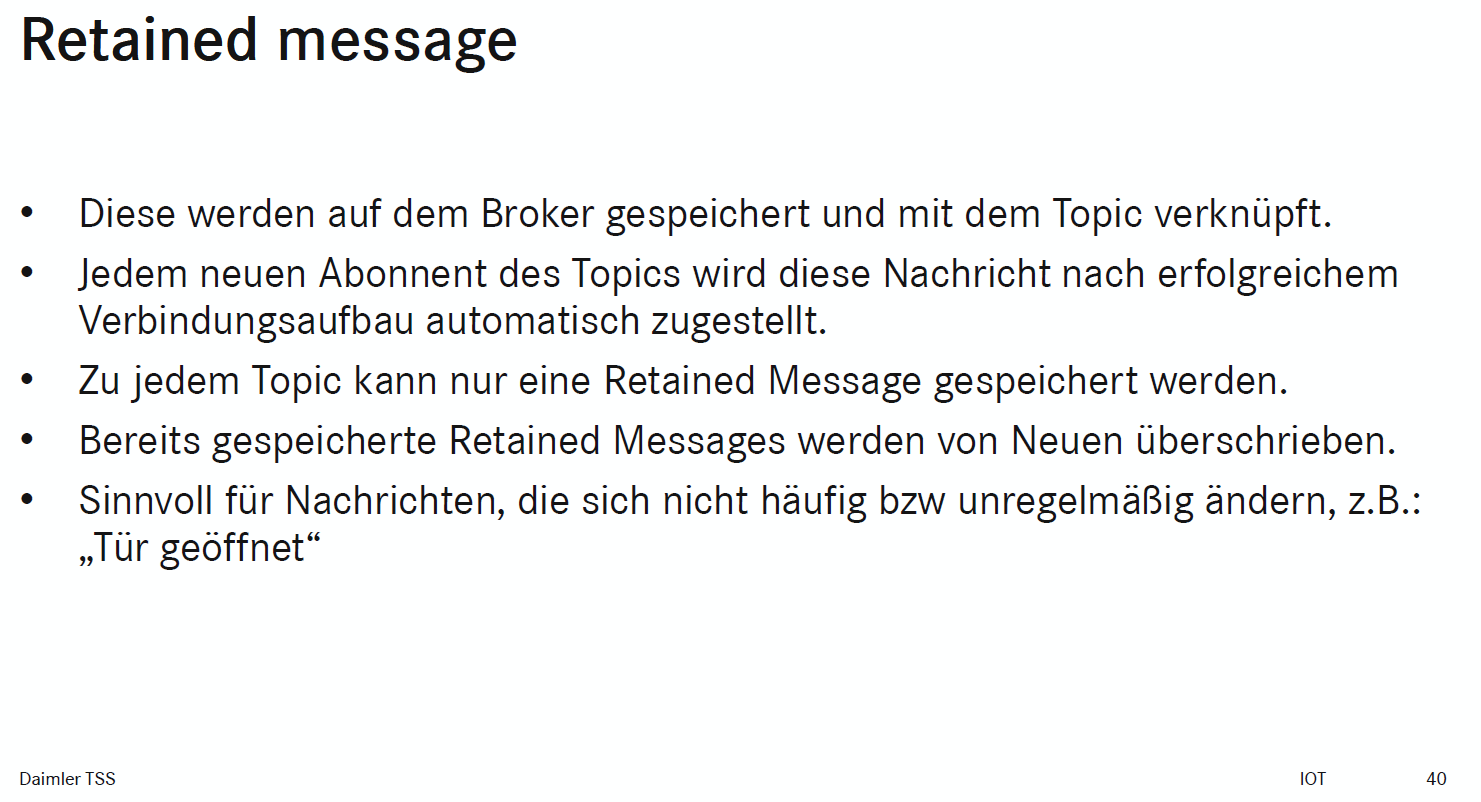 Retained message
• Diese werden auf dem Broker gespeichert und mit dem Topic verknüpft.
• Jedem neuen Abonnent des Topics wird diese Nachricht nach erfolgreichem
Verbindungsaufbau automatisch zugestellt.
• Zu jedem Topic kann nur eine Retained Message gespeichert werden.
• Bereits gespeicherte Retained Messages werden von Neuen überschrieben.
• Sinnvoll für Nachrichten, die sich nicht häufig bzw unregelmäßig ändern, z.B.:
„Tür geöffnet“
Daimler TSS IOT 40